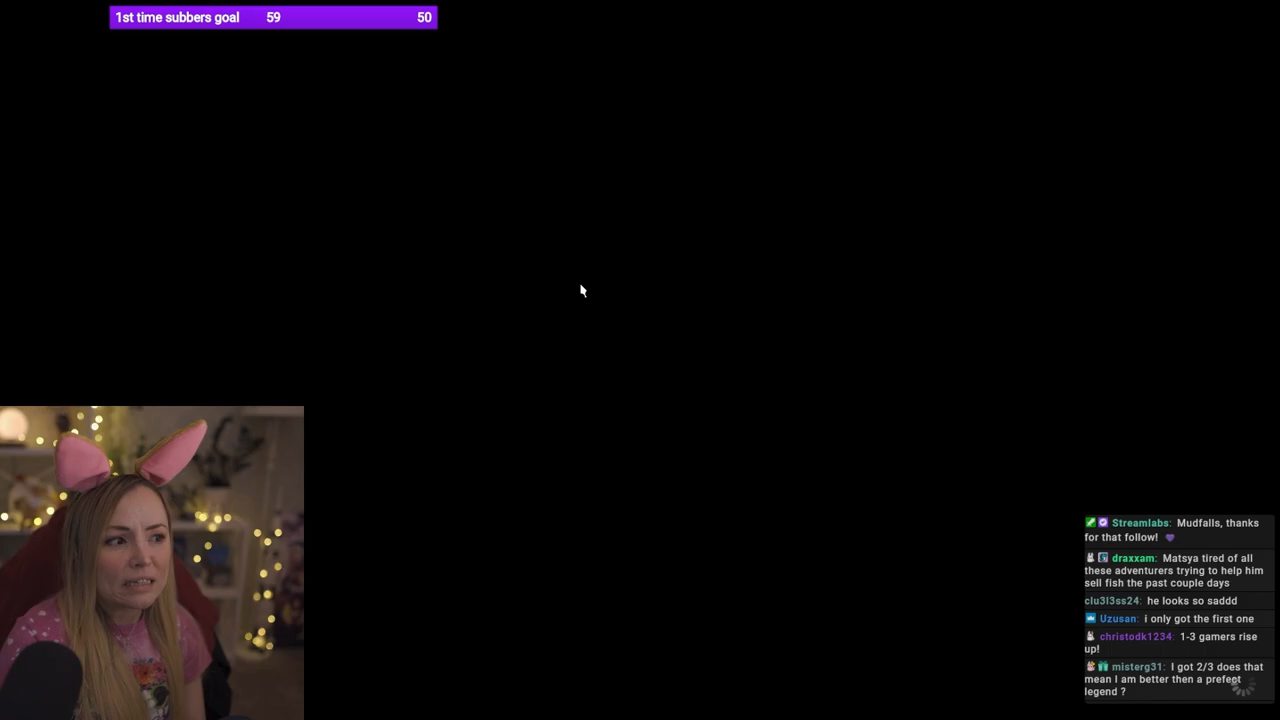 1st time subbers goal 59 50
Streamlabs: Mudfalls, thanks
for that follow!
draxxam: Matsya tired of all
these adventurers trying to help him
sell fish the past couple days
clu3l3ss24: he looks so saddd
Uzusan: i only got the first one
christodk1234: 1-3 gamers rise
up!
misterg31: I got 2/3 does that
mean I am better then a prefect
legend ?